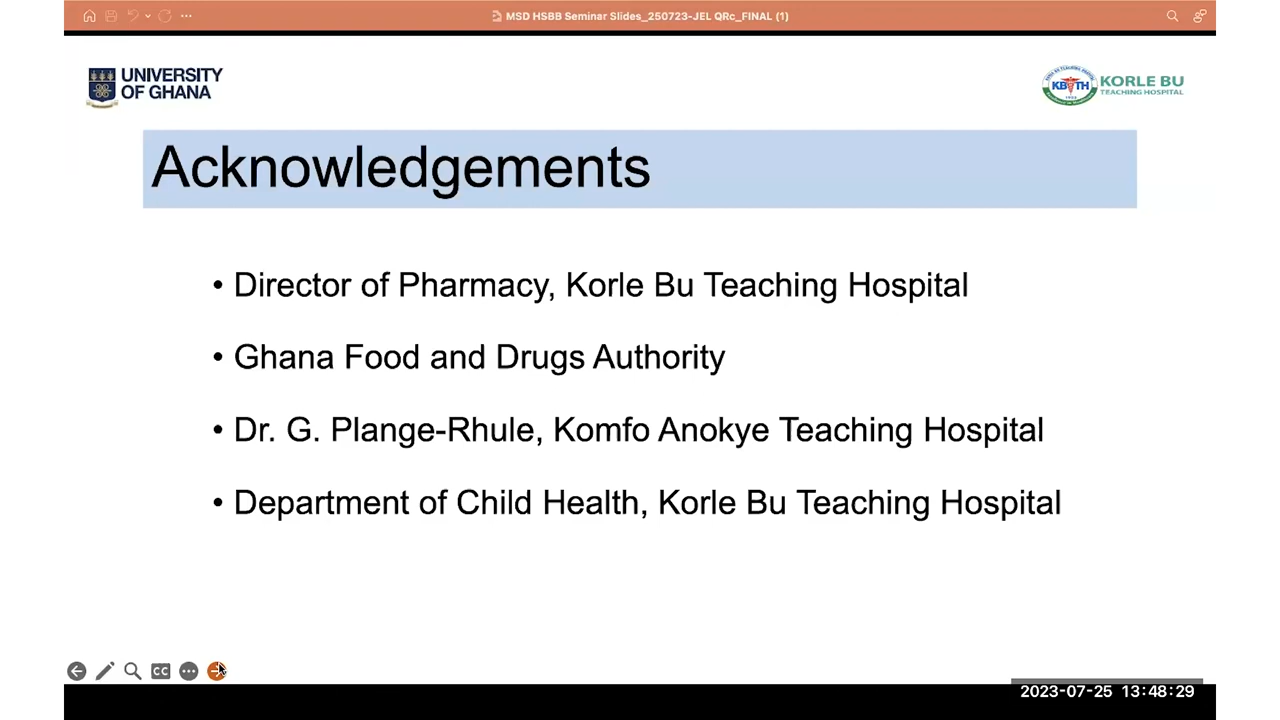 MSD HSBB Seminar Slides_250723-JEL QRc_FINAL (1)
UNIVERSITY
OF GHANA
KBTH
KORLE BU
TEACHING HOSPITAL
Acknowledgements
• Director of Pharmacy, Korle Bu Teaching Hospital
• Ghana Food and Drugs Authority
• Dr. G. Plange-Rhule, Komfo Anokye Teaching Hospital
• Department of Child Health, Korle Bu Teaching Hospital
CC
2023-07-25 13:48:29